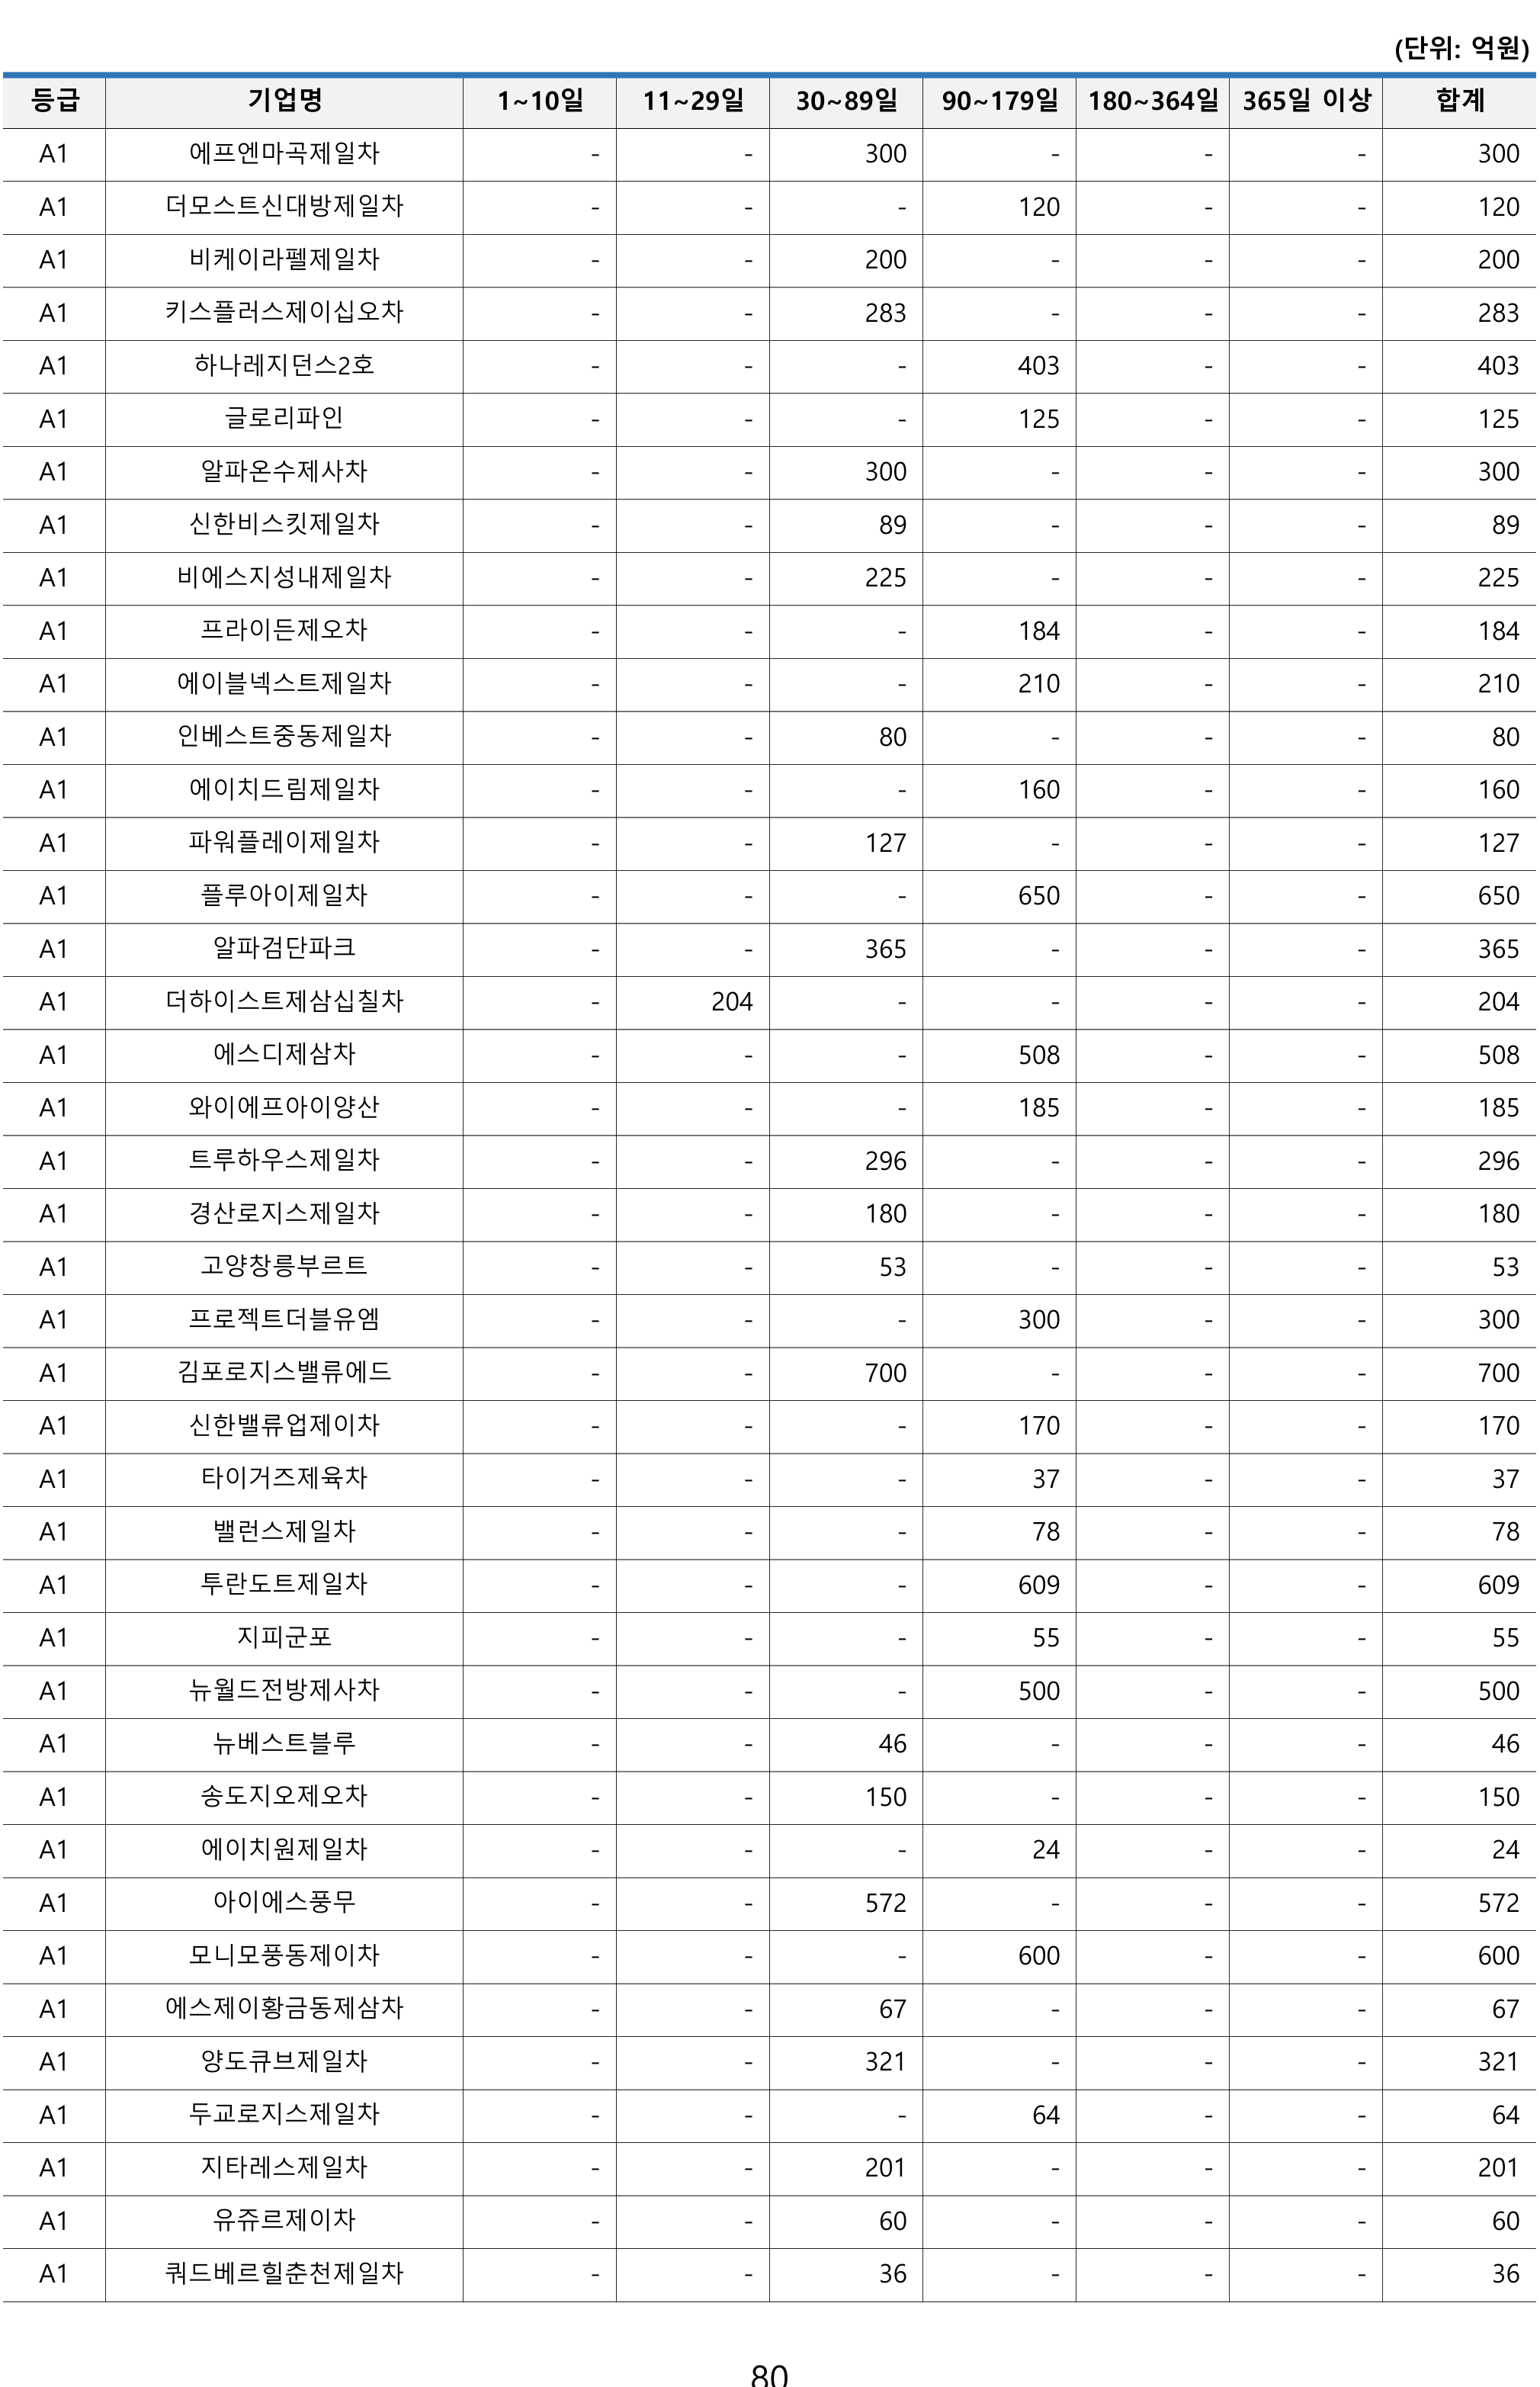 (단위: 억원)
등급 기업명 1~10일 11~29일 30~89일 90~179일 180~364일 365일 이상 합계
A1 에프엔마곡제일차 - - 300 - - - 300
A1 더모스트신대방제일차 - - - 120 - - 120
A1 비케이라펠제일차 - - 200 - - - 200
A1 키스플러스제이십오차 - - 283 - - - 283
A1 하나레지던스2호 - - - 403 - - 403
A1 글로리파인 - - - 125 - - 125
A1 알파온수제사차 - - 300 - - - 300
A1 신한비스킷제일차 - - 89 - - - 89
A1 비에스지성내제일차 - - 225 - - - 225
A1 프라이든제오차 - - - 184 - - 184
A1 에이블넥스트제일차 - - - 210 - - 210
A1 인베스트중동제일차 - - 80 - - - 80
A1 에이치드림제일차 - - - 160 - - 160
A1 파워플레이제일차 - - 127 - - - 127
A1 플루아이제일차 - - - 650 - - 650
A1 알파검단파크 - - 365 - - - 365
A1 더하이스트제삼십칠차 - 204 - - - - 204
A1 에스디제삼차 - - - 508 - - 508
A1 와이에프아이양산 - - - 185 - - 185
A1 트루하우스제일차 - - 296 - - - 296
A1 경산로지스제일차 - - 180 - - - 180
A1 고양창릉부르트 - - 53 - - - 53
A1 프로젝트더블유엠 - - - 300 - - 300
A1 김포로지스밸류에드 - - 700 - - - 700
A1 신한밸류업제이차 - - - 170 - - 170
A1 타이거즈제육차 - - - 37 - - 37
A1 밸런스제일차 - - - 78 - - 78
A1 투란도트제일차 - - - 609 - - 609
A1 지피군포 - - - 55 - - 55
A1 뉴월드전방제사차 - - - 500 - - 500
A1 뉴베스트블루 - - 46 - - - 46
A1 송도지오제오차 - - 150 - - - 150
A1 에이치원제일차 - - - 24 - - 24
A1 아이에스풍무 - - 572 - - - 572
A1 모니모풍동제이차 - - - 600 - - 600
A1 에스제이황금동제삼차 - - 67 - - - 67
A1 양도큐브제일차 - - 321 - - - 321
A1 두교로지스제일차 - - - 64 - - 64
A1 지타레스제일차 - - 201 - - - 201
A1 유쥬르제이차 - - 60 - - - 60
A1 쿼드베르힐춘천제일차 - - 36 - - - 36
80